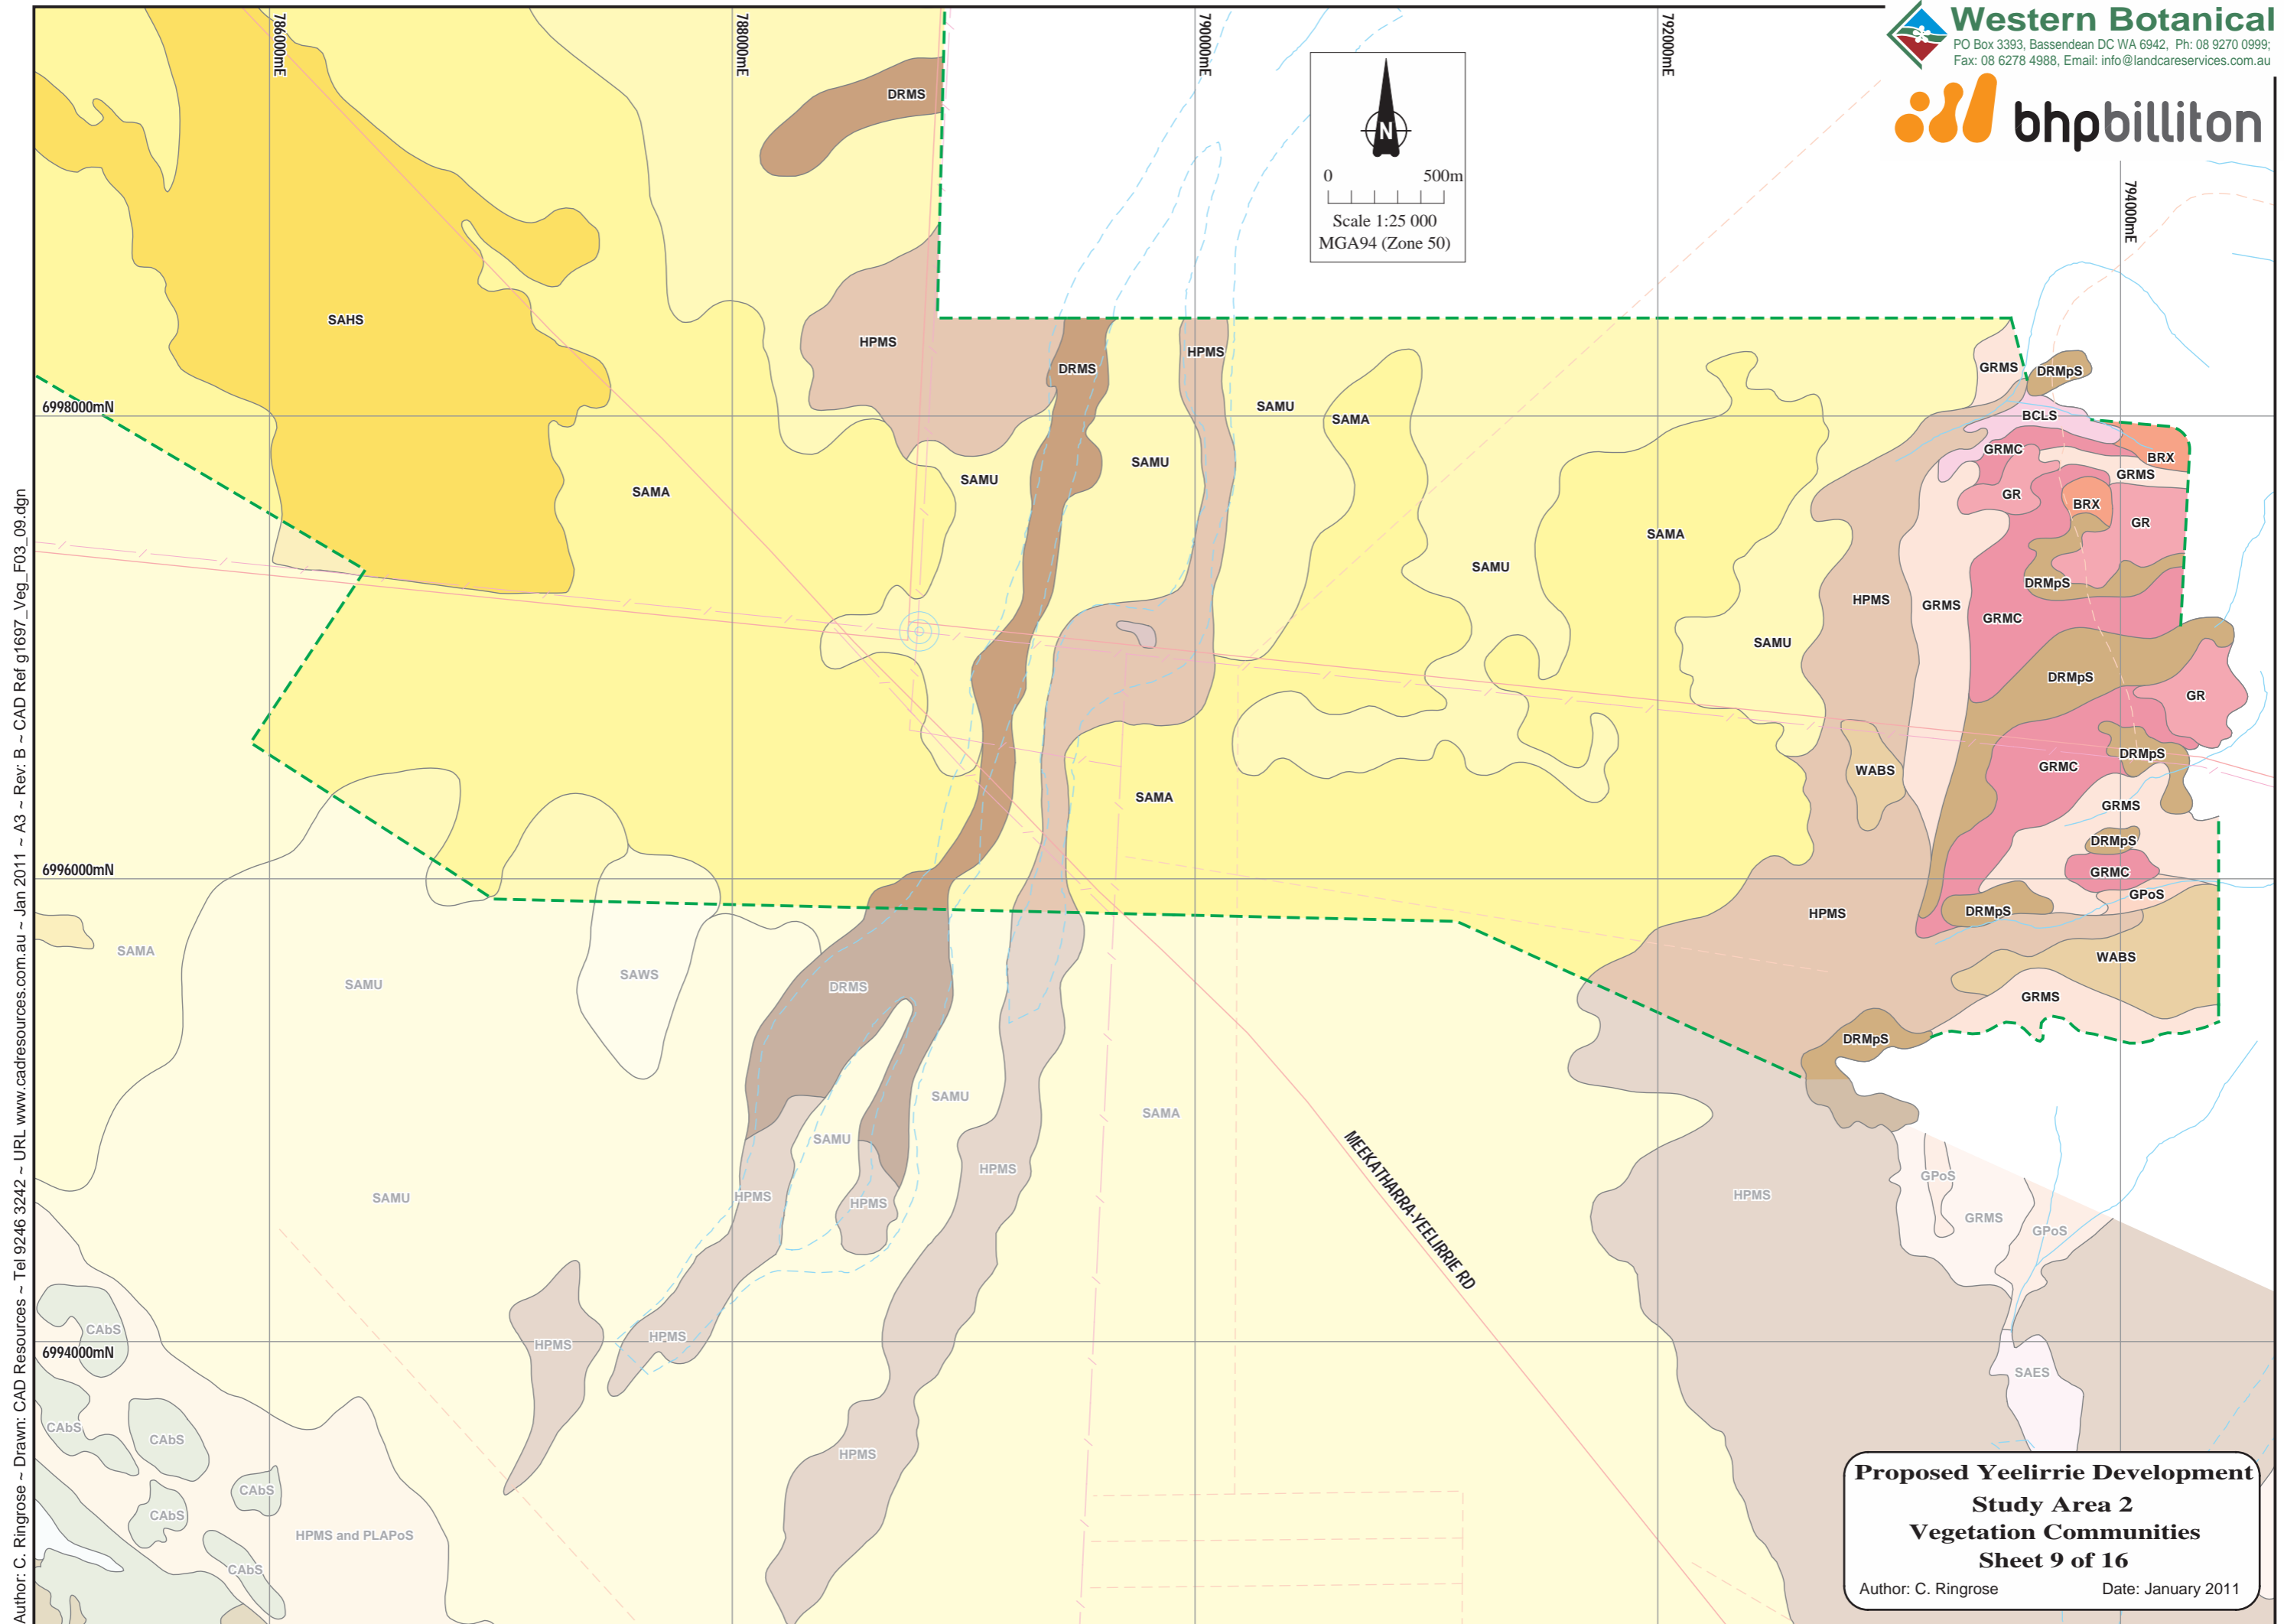 Western Botanical
PO Box 3393, Bassendean DC WA 6942, Ph: 08 9270 0999;
Fax: 08 6278 4988, Email: info@landcareservices.com.au
bhpbilliton
786000mE
788000mE
790000mE
792000mE
794000mE
N
0 500m
Scale 1:25 000
MGA94 (Zone 50)
DRMS
SAHS
HPMS
DRMS
HPMS
GRMS
DRMpS
6998000mN
SAMU
SAMA
BCLS
GRMC
BRX
GRMS
SAMU
SAMU
SAMA
GR
BRX
GR
SAMA
SAMU
DRMpS
HPMS
GRMS
GRMC
SAMU
DRMpS
GR
DRMpS
WABS
GRMC
SAMA
GRMS
DRMpS
6996000mN
GRMC
GPoS
HPMS
DRMpS
SAMA
SAMU
SAWS
DRMS
WABS
GRMS
DRMpS
SAMU
SAMA
SAMU
HPMS
GPoS
SAMU
HPMS
HPMS
HPMS
GRMS
GPoS
MEEKATHARRA-YEELIRRIE RD
CAbS
HPMS
HPMS
6994000mN
SAES
CAbS
CAbS
HPMS
CAbS
CAbS
HPMS and PLAPoS
CAbS
Proposed Yeelirrie Development
Study Area 2
Vegetation Communities
Sheet 9 of 16
Author: C. Ringrose Date: January 2011
Author: C. Ringrose ~ Drawn: CAD Resources ~ Tel 9246 3242 ~ URL www.cadresources.com.au ~ Jan 2011 ~ A3 ~ Rev: B ~ CAD Ref g1697_Veg_F03_09.dgn